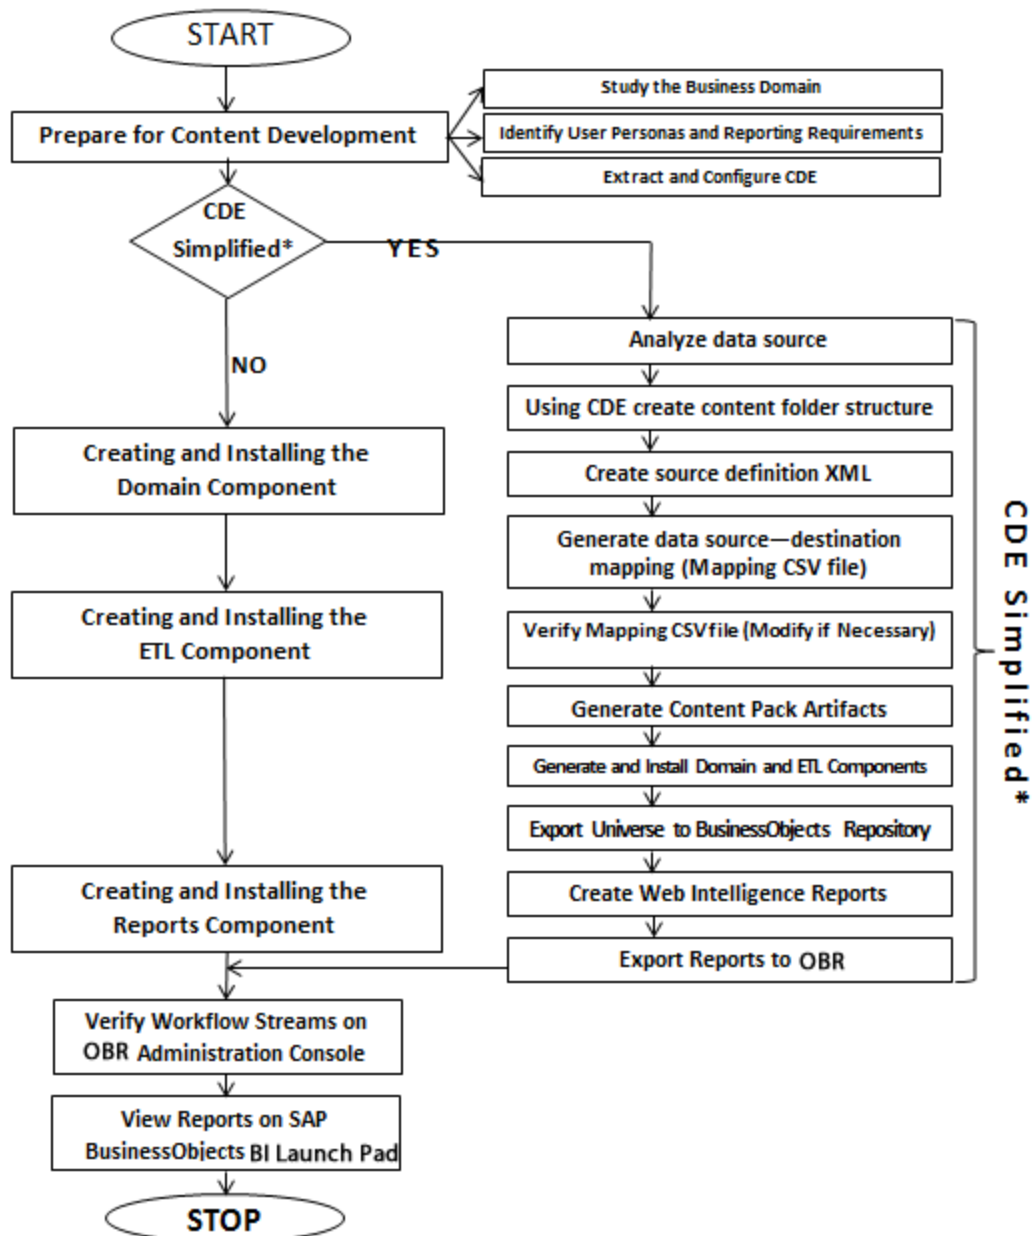 START
Prepare for Content Development
Study the Business Domain
Identify User Personas and Reporting Requirements
Extract and Configure CDE
CDE
Simplified*
YES
NO
Analyze data source
Using CDE create content folder structure
Create source definition XML
Generate data source—destination
mapping (Mapping CSV file)
Verify Mapping CSV file (Modify if Necessary)
Generate Content Pack Artifacts
Generate and Install Domain and ETL Components
Export Universe to BusinessObjects Repository
Create Web Intelligence Reports
Export Reports to OBR
CDE Simplified*
Creating and Installing the
Domain Component
Creating and Installing the
ETL Component
Creating and Installing the
Reports Component
Verify Workflow Streams on
OBR Administration Console
View Reports on SAP
BusinessObjects BI Launch Pad
STOP